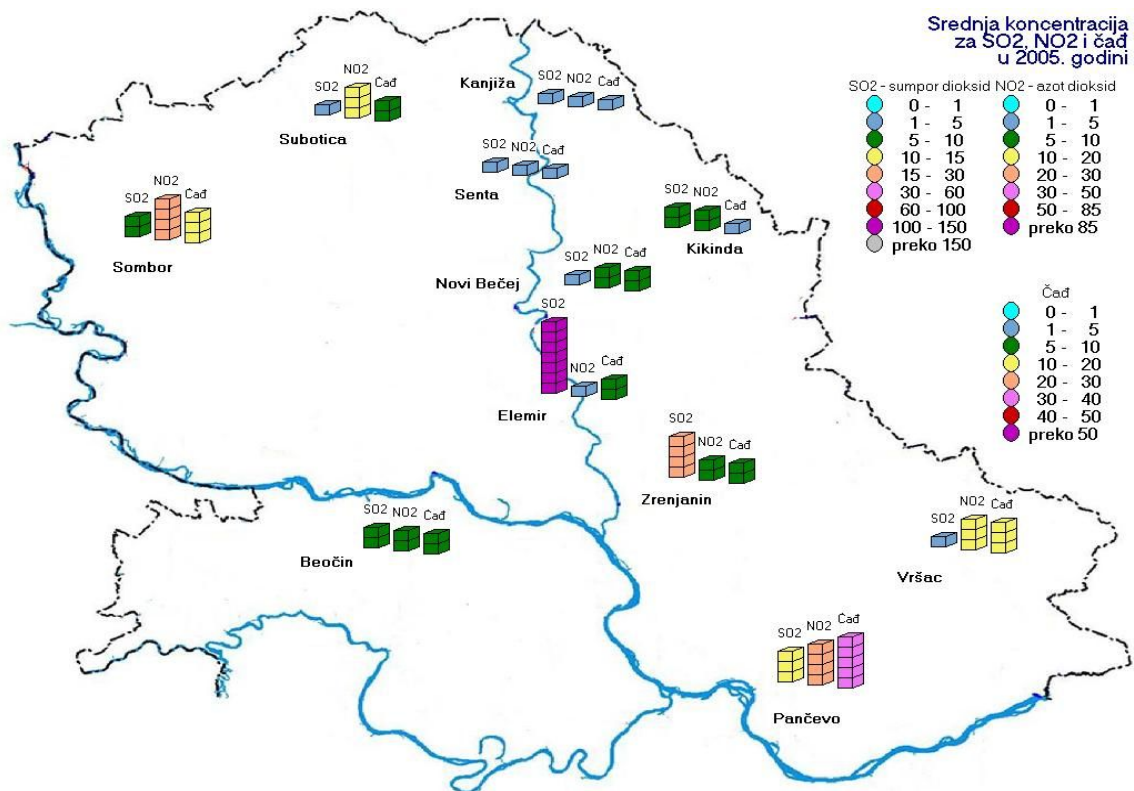 Srednja koncentracija
za SO2, NO2 i čađ
u 2005. godini
SO2 - sumpor dioksid NO2 - azot dioksid
0 - 1 0 - 1
1 - 5 1 - 5
5 - 10 5 - 10
10 - 15 10 - 20
15 - 30 20 - 30
30 - 60 30 - 50
60 - 100 50 - 85
100 - 150 preko 85
preko 150
Čađ
0 - 1
1 - 5
5 - 10
10 - 20
20 - 30
30 - 40
40 - 50
preko 50
SO2 NO2 Čađ
Subotica
Kanjiža SO2 NO2 Čađ
SO2 NO2 Čađ
Senta
SO2 NO2 Čađ
Sombor
SO2 NO2 Čađ
Kikinda
Novi Bečej SO2 NO2 Čađ
SO2 NO2 Čađ
Elemir
SO2 NO2 Čađ
Zrenjanin
SO2 NO2 Čađ
Beočin
SO2 NO2 Čađ
Vršac
SO2 NO2 Čađ
Pančevo